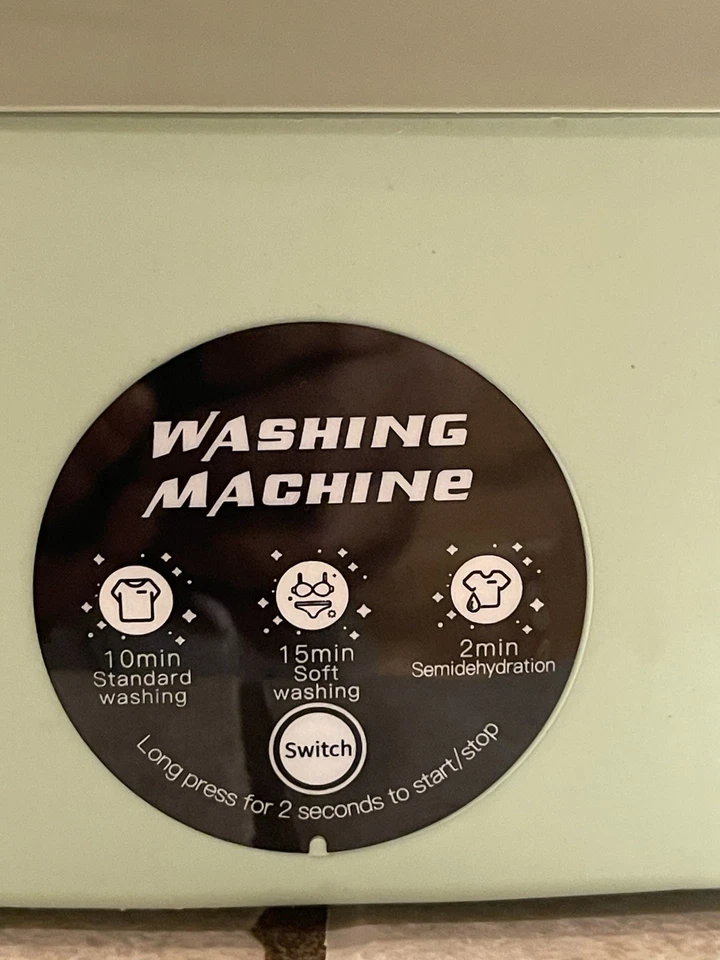 WASHING
MACHINE
10min
Standard
washing
15min
Soft
washing
2min
Semidehydration
Switch
Long press for 2 seconds to start/stop